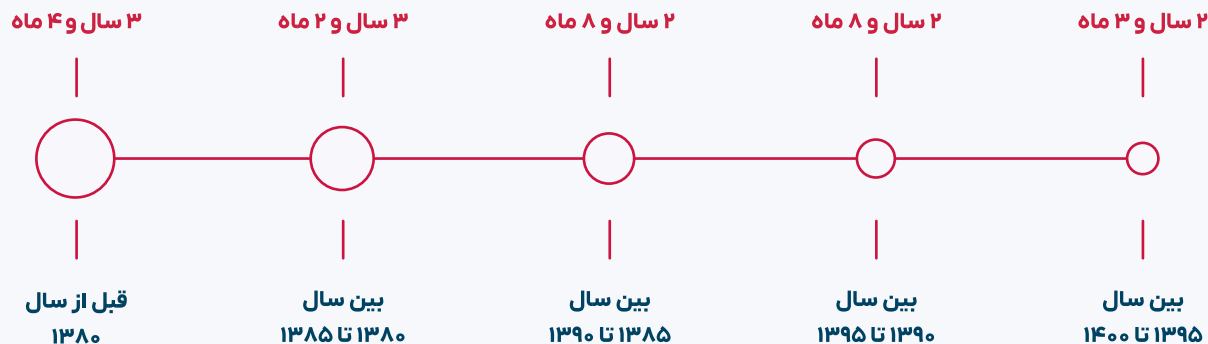 ۳ سال و ۴ ماه
۳ سال و ۲ ماه
۲ سال و ۸ ماه
۲ سال و ۸ ماه
۲ سال و ۳ ماه
قبل از سال
۱۳۸۰
بین سال
۱۳۸۰ تا ۱۳۸۵
بین سال
۱۳۸۵ تا ۱۳۹۰
بین سال
۱۳۹۰ تا ۱۳۹۵
بین سال
۱۳۹۵ تا ۱۴۰۰